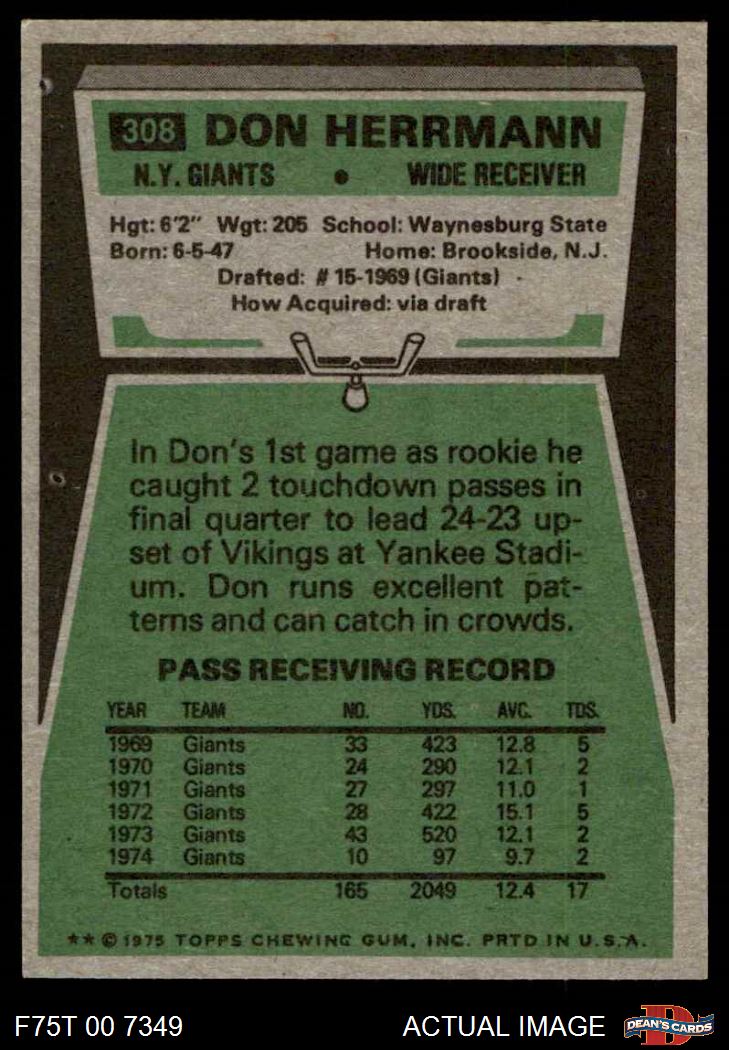 308 DON HERRMANN
N.Y. GIANTS • WIDE RECEIVER
Hgt: 6'2" Wgt: 205 School: Waynesburg State
Born: 6-5-47 Home: Brookside, N.J.
Drafted: # 15-1969 (Giants)
How Acquired: via draft
In Don's 1st game as rookie he
caught 2 touchdown passes in
final quarter to lead 24-23 up-
set of Vikings at Yankee Stadi-
um. Don runs excellent pat-
terns and can catch in crowds.
PASS RECEIVING RECORD
YEAR TEAM NO. YDS. AVG. TDS.
1969 Giants 33 423 12.8 5
1970 Giants 24 290 12.1 2
1971 Giants 27 297 11.0 1
1972 Giants 28 422 15.1 5
1973 Giants 43 520 12.1 2
1974 Giants 10 97 9.7 2
Totals 165 2049 12.4 17
** © 1975 TOPPS CHEWING GUM, INC. PRTD IN U.S.A.
F75T 00 7349 ACTUAL IMAGE DEAN'S CARDS